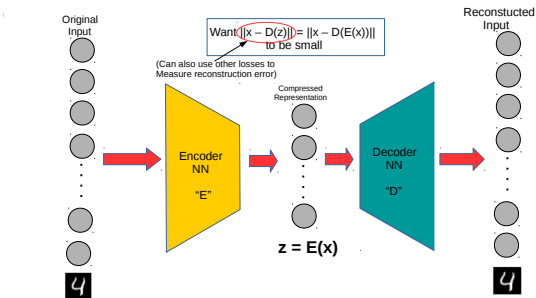 Original
Input
Want ||x – D(z)|| = ||x – D(E(x))||
to be small
Reconstucted
Input
(Can also use other losses to
Measure reconstruction error)
Compressed
Representation
Encoder
NN
“E”
Decoder
NN
“D”
z = E(x)
4
4